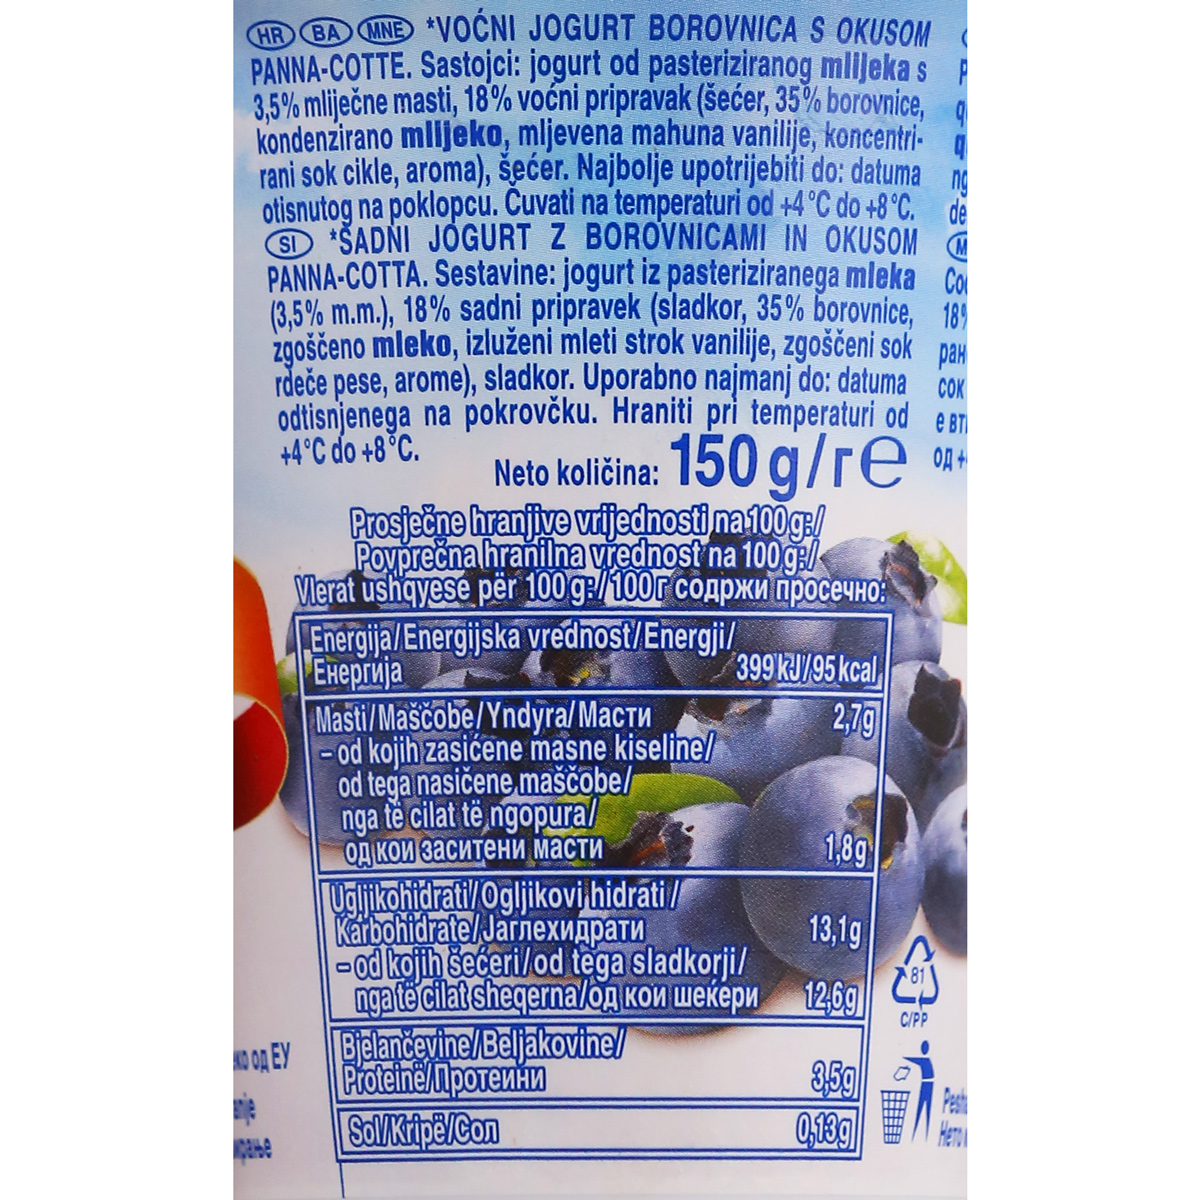 HR BA MNE *VOĆNI JOGURT BOROVNICA S OKUSOM
PANNA-COTTE. Sastojci: jogurt od pasteriziranog mlijeka s
3,5% mliječne masti, 18% voćni pripravak (šećer, 35% borovnice,
kondenzirano mlijeko, mljevena mahuna vanilije, koncentri-
rani sok cikle, aroma), šećer. Najbolje upotrijebiti do: datuma
otisnutog na poklopcu. Čuvati na temperaturi od +4°C do +8°C.
SI *SADNI JOGURT Z BOROVNICAMI IN OKUSOM
PANNA-COTTA. Sestavine: jogurt iz pasteriziranega mleka
(3,5% m.m.), 18% sadni pripravek (sladkor, 35% borovnice,
zgoščeno mleko, izluženi mleti strok vanilije, zgoščeni sok
rdeče pese, arome), sladkor. Uporabno najmanj do: datuma
odtisnjenega na pokrovčku. Hraniti pri temperaturi od
+4°C do +8°C.
Neto količina: 150 g/г e
Prosječne hranjive vrijednosti na 100 g:/
Povprečna hranilna vrednost na 100 g:/
Vlerat ushqyese për 100 g:/100 г содржи просечно:
Energija/Energijska vrednost/Energji/
Енергија 399 kJ/95 kcal
Masti/Maščobe/Yndyra/Масти 2,7g
- od kojih zasićene masne kiseline/
od tega nasičene maščobe/
nga të cilat të ngopura/
од кои заситени масти 1,8g
Ugljikohidrati/Ogljikovi hidrati/
Karbohidrate/Јаглехидрати 13,1g
- od kojih šećeri/od tega sladkorji/
nga të cilat sheqerna/од кои шеќери 12,6g
Bjelančevine/Beljakovine/
Proteinë/Протеини 3,5g
Sol/Kripë/Сол 0,13g
81
C/PP
од ЕУ